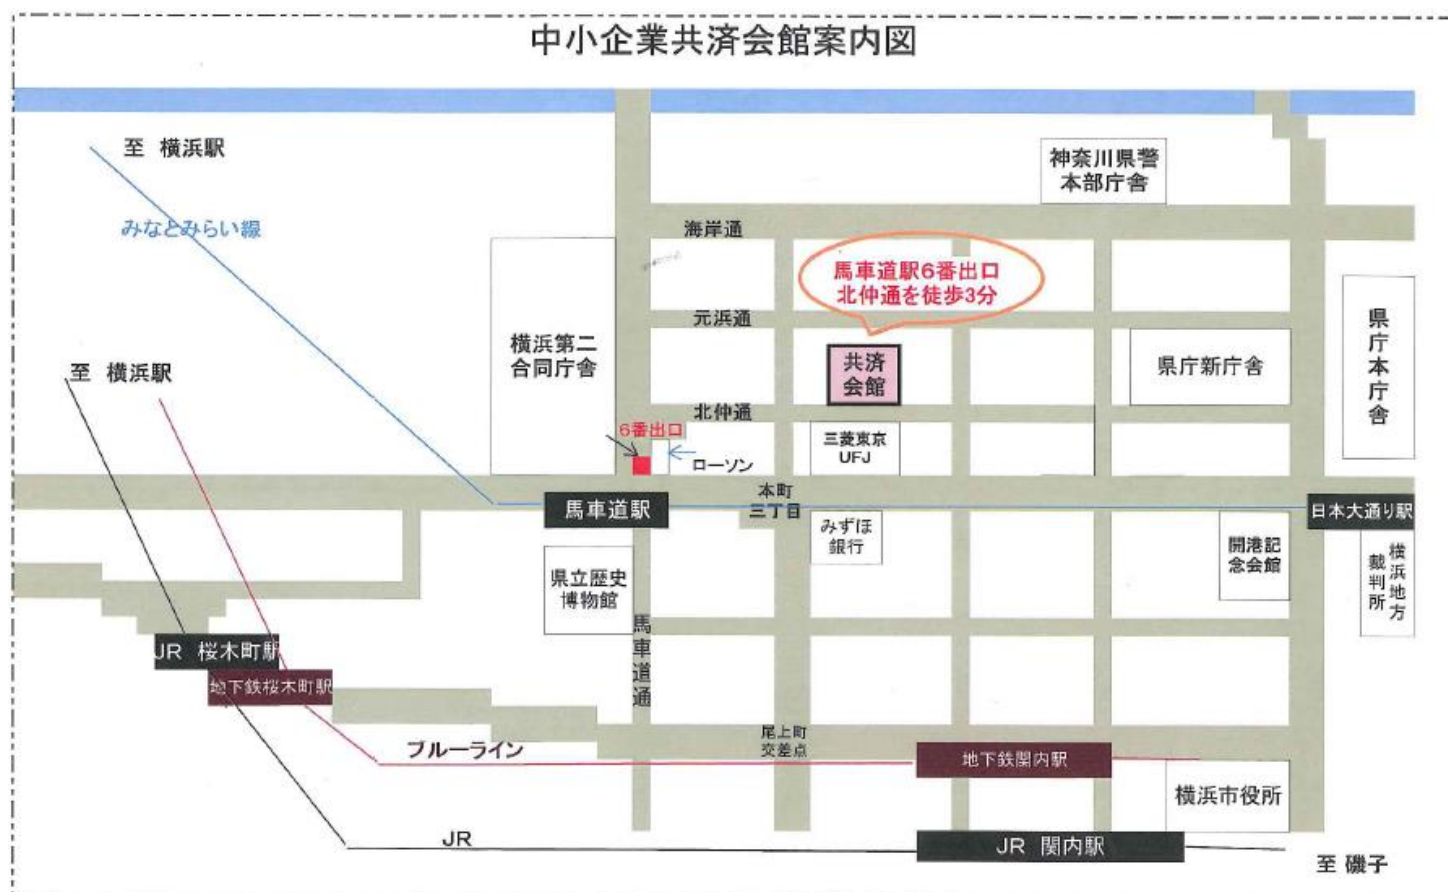 中小企業共済会館案内図
至 横浜駅
みなとみらい線
神奈川県警
本部庁舎
海岸通
馬車道駅6番出口
北仲通を徒歩3分
元浜通
横浜第二
合同庁舎
共済
会館
県庁新庁舎
県庁本庁舎
至 横浜駅
北仲通
6番出口
ローソン
三菱東京
UFJ
本町
三丁目
馬車道駅
日本大通り駅
みずほ
銀行
開港記
念会館
横浜地方
裁判所
県立歴史
博物館
馬車道通
JR 桜木町駅
地下鉄桜木町駅
ブルーライン
尾上町
交差点
地下鉄関内駅
横浜市役所
JR
JR 関内駅
至 磯子